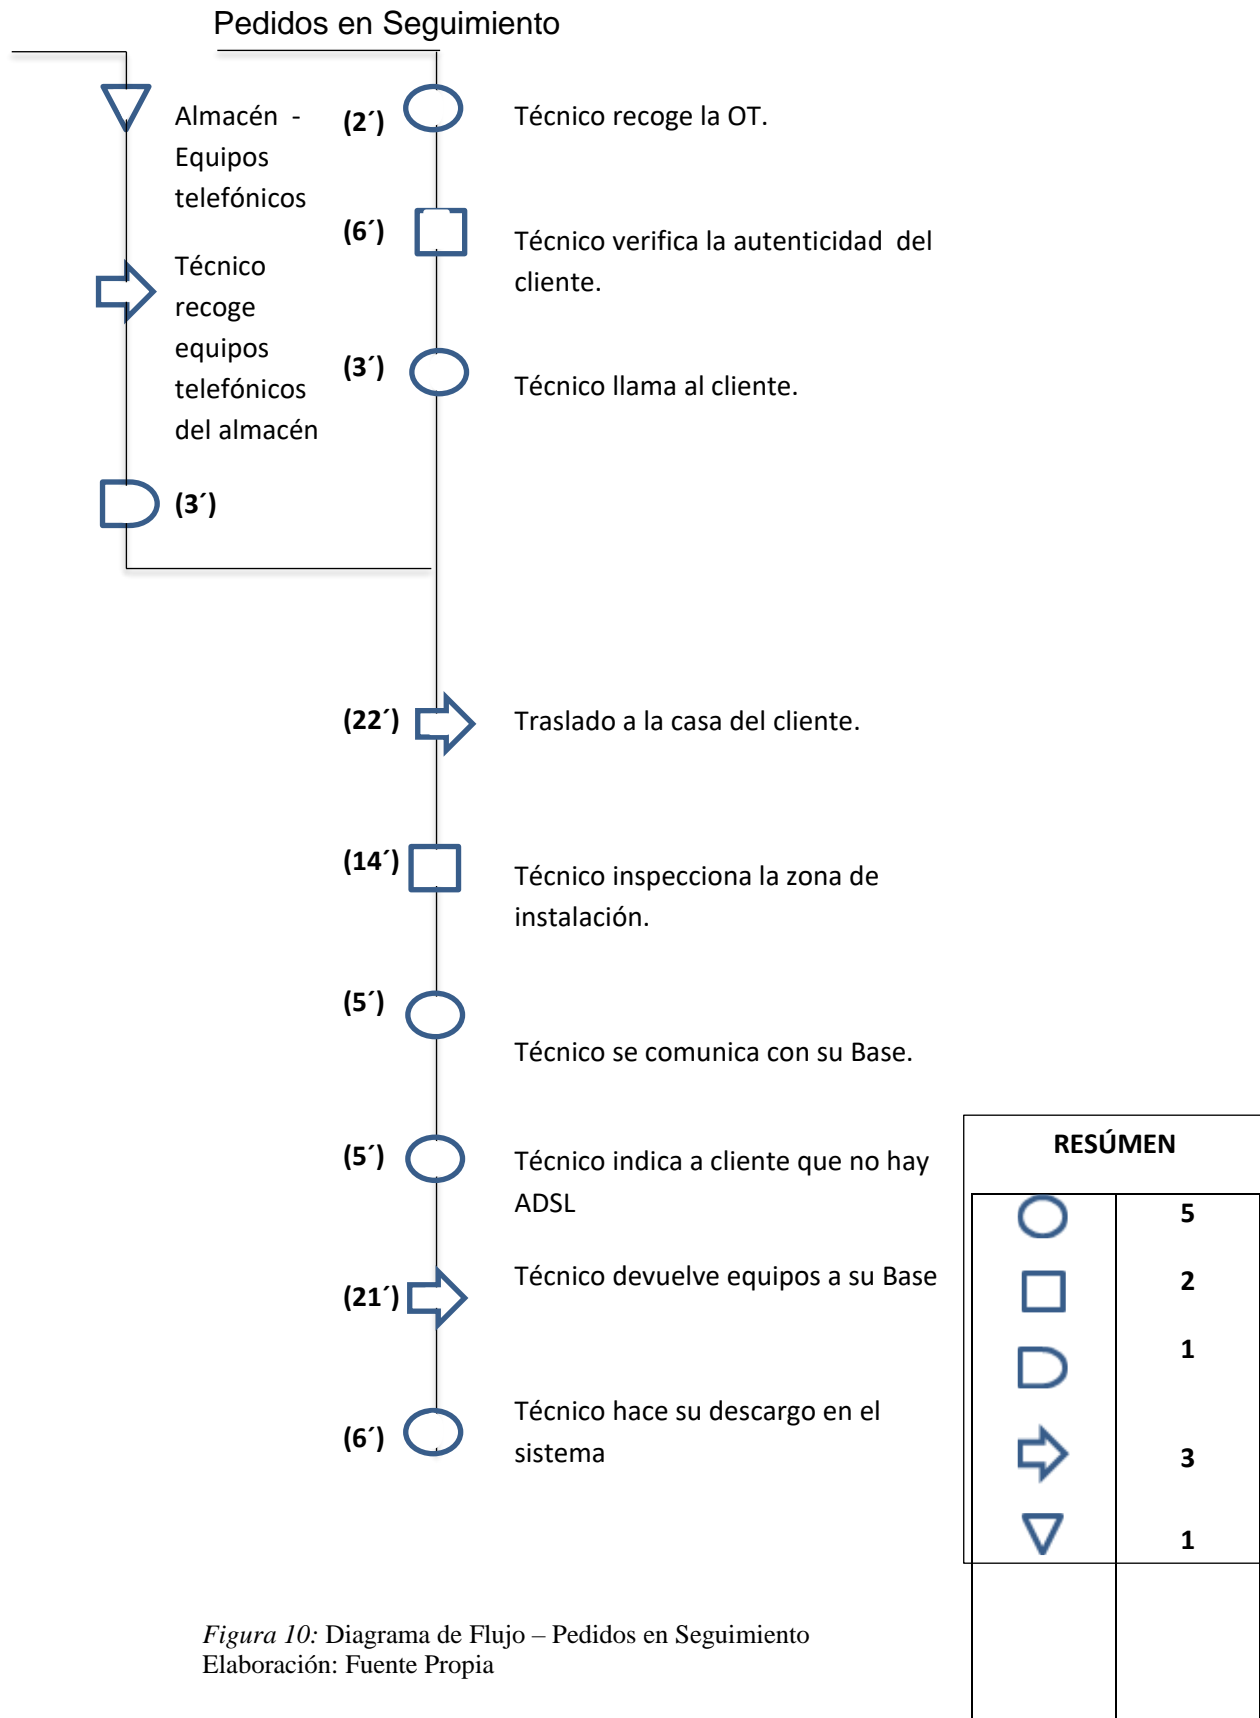 Pedidos en Seguimiento
Almacén -
Equipos
telefónicos
Técnico
recoge
equipos
telefónicos
del almacén
(3´)
(2´)
Técnico recoge la OT.
(6´)
Técnico verifica la autenticidad del
cliente.
(3´)
Técnico llama al cliente.
(22´)
Traslado a la casa del cliente.
(14´)
Técnico inspecciona la zona de
instalación.
(5´)
Técnico se comunica con su Base.
(5´)
Técnico indica a cliente que no hay
ADSL
(21´)
Técnico devuelve equipos a su Base
(6´)
Técnico hace su descargo en el
sistema
RESÚMEN
5
2
1
3
1
Figura 10: Diagrama de Flujo – Pedidos en Seguimiento
Elaboración: Fuente Propia